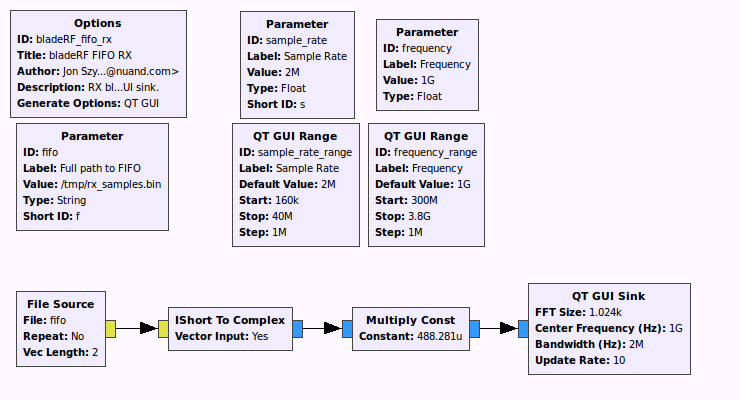 Options
ID: bladeRF_fifo_rx
Title: bladeRF FIFO RX
Author: Jon Szy...@nuand.com>
Description: RX bl...UI sink.
Generate Options: QT GUI
Parameter
ID: sample_rate
Label: Sample Rate
Value: 2M
Type: Float
Short ID: s
Parameter
ID: frequency
Label: Frequency
Value: 1G
Type: Float
Parameter
ID: fifo
Label: Full path to FIFO
Value: /tmp/rx_samples.bin
Type: String
Short ID: f
QT GUI Range
ID: sample_rate_range
Label: Sample Rate
Default Value: 2M
Start: 160k
Stop: 40M
Step: 1M
QT GUI Range
ID: frequency_range
Label: Frequency
Default Value: 1G
Start: 300M
Stop: 3.8G
Step: 1M
File Source
File: fifo
Repeat: No
Vec Length: 2
IShort To Complex
Vector Input: Yes
Multiply Const
Constant: 488.281u
QT GUI Sink
FFT Size: 1.024k
Center Frequency (Hz): 1G
Bandwidth (Hz): 2M
Update Rate: 10